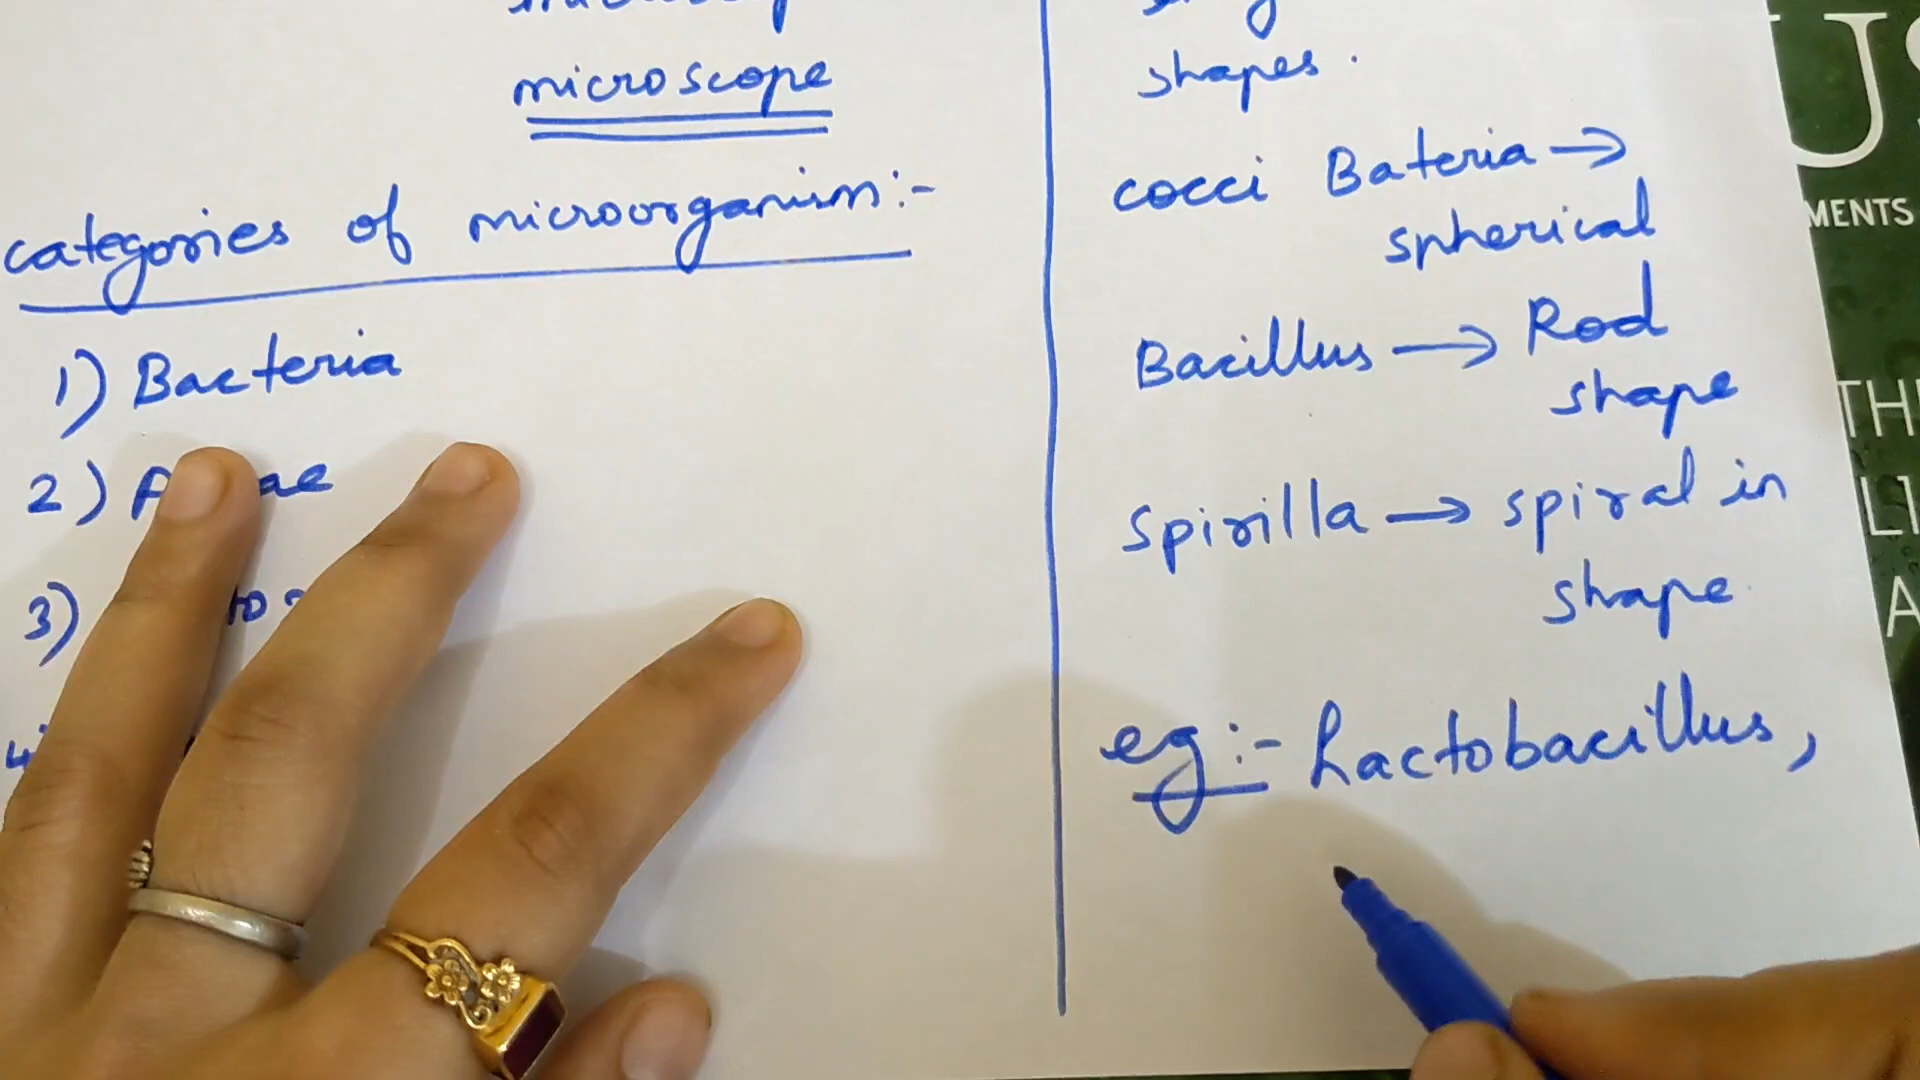 microscope
categories of microorganism:-
1) Bacteria
2)
3)
shapes.
cocci Bateria →
spherical
Bacillus → Rod
shape
Spirilla → spiral in
shape
eg:- Lactobacillus,
MENTS